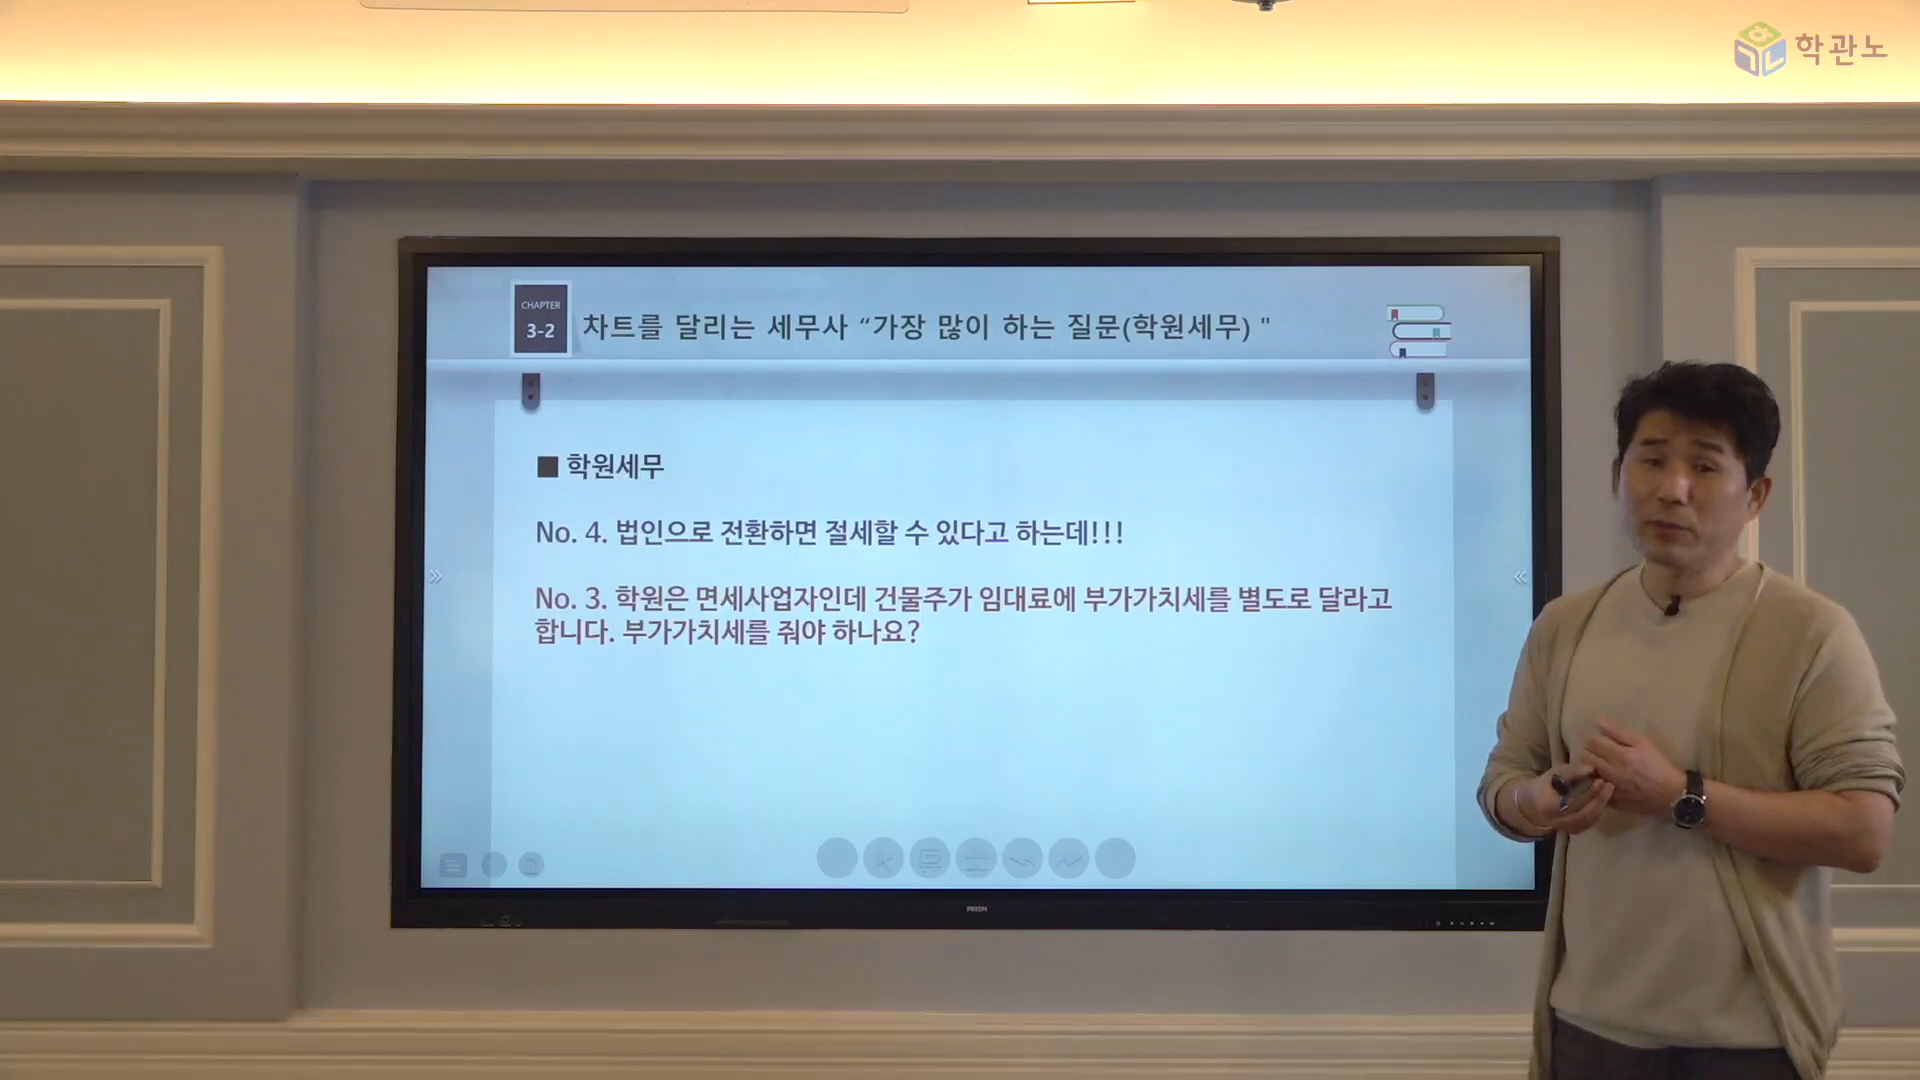 학관노
CHAPTER
3-2
차트를 달리는 세무사 “가장 많이 하는 질문(학원세무) "
■ 학원세무
No. 4. 법인으로 전환하면 절세할 수 있다고 하는데!!!
No. 3. 학원은 면세사업자인데 건물주가 임대료에 부가가치세를 별도로 달라고
합니다. 부가가치세를 줘야 하나요?
PRISM